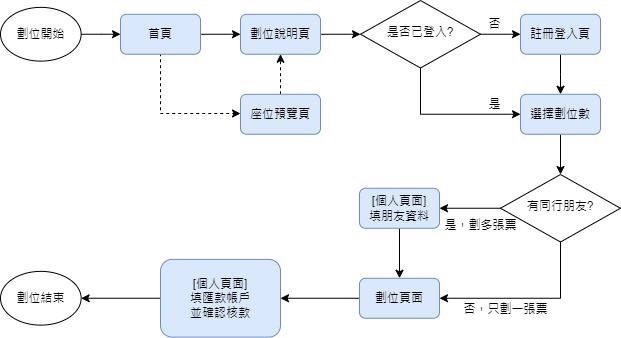 劃位開始
首頁
劃位說明頁
是否已登入?
否
註冊登入頁
座位預覽頁
是
選擇劃位數
[個人頁面]
填朋友資料
有同行朋友?
是，劃多張票
劃位結束
[個人頁面]
填匯款帳戶
並確認核款
劃位頁面
否，只劃一張票